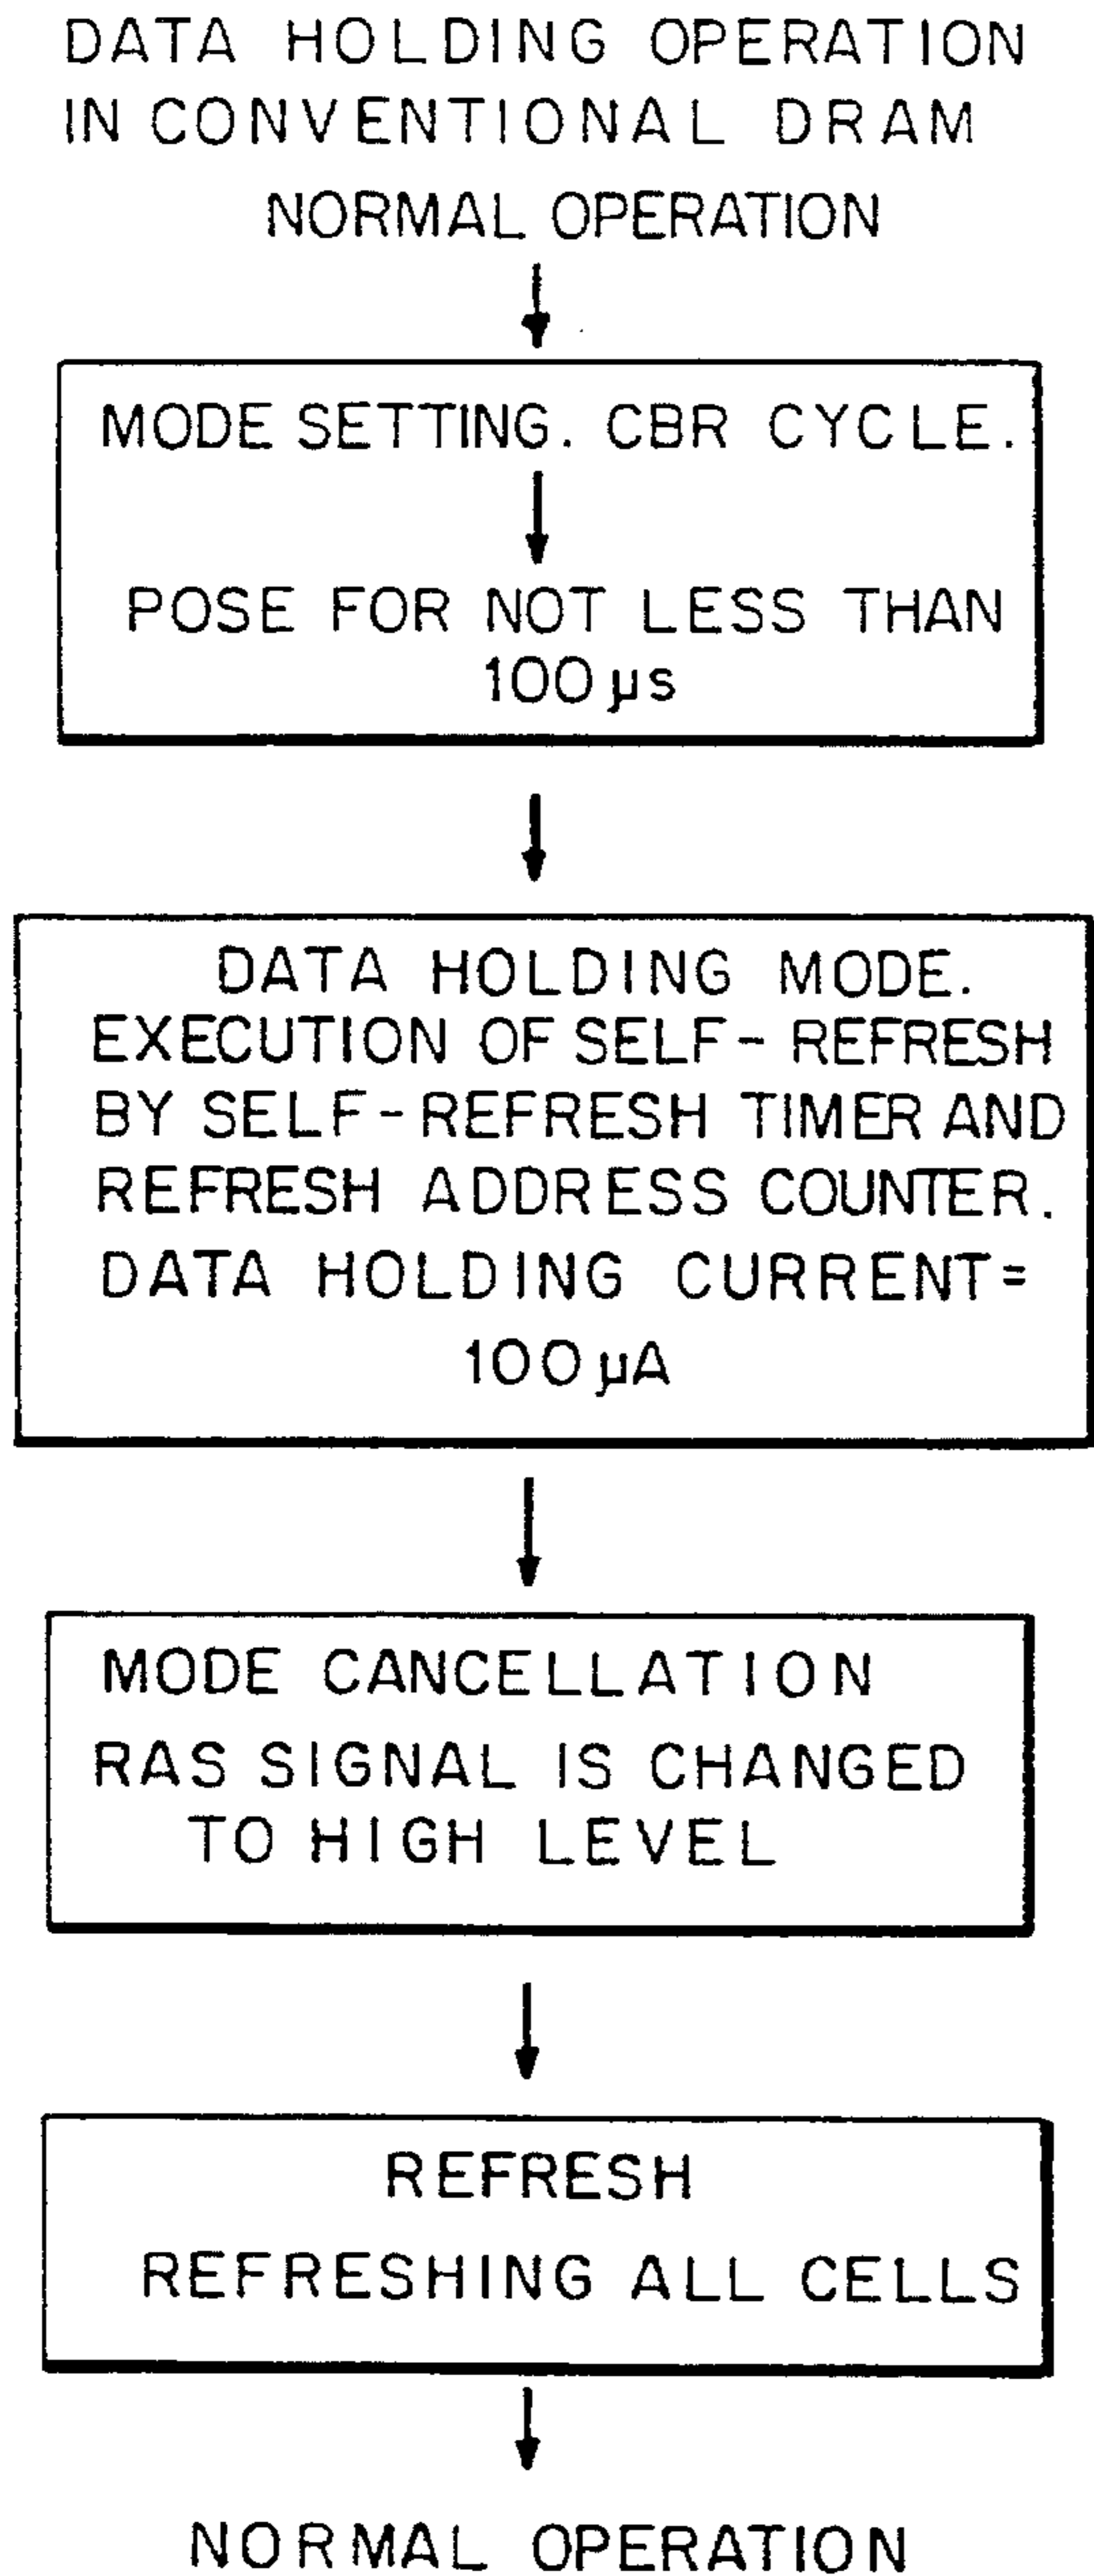 DATA HOLDING OPERATION
IN CONVENTIONAL DRAM
NORMAL OPERATION
MODE SETTING. CBR CYCLE.
POSE FOR NOT LESS THAN
100 µs
DATA HOLDING MODE.
EXECUTION OF SELF-REFRESH
BY SELF-REFRESH TIMER AND
REFRESH ADDRESS COUNTER.
DATA HOLDING CURRENT=
100 µA
MODE CANCELLATION
RAS SIGNAL IS CHANGED
TO HIGH LEVEL
REFRESH
REFRESHING ALL CELLS
NORMAL OPERATION